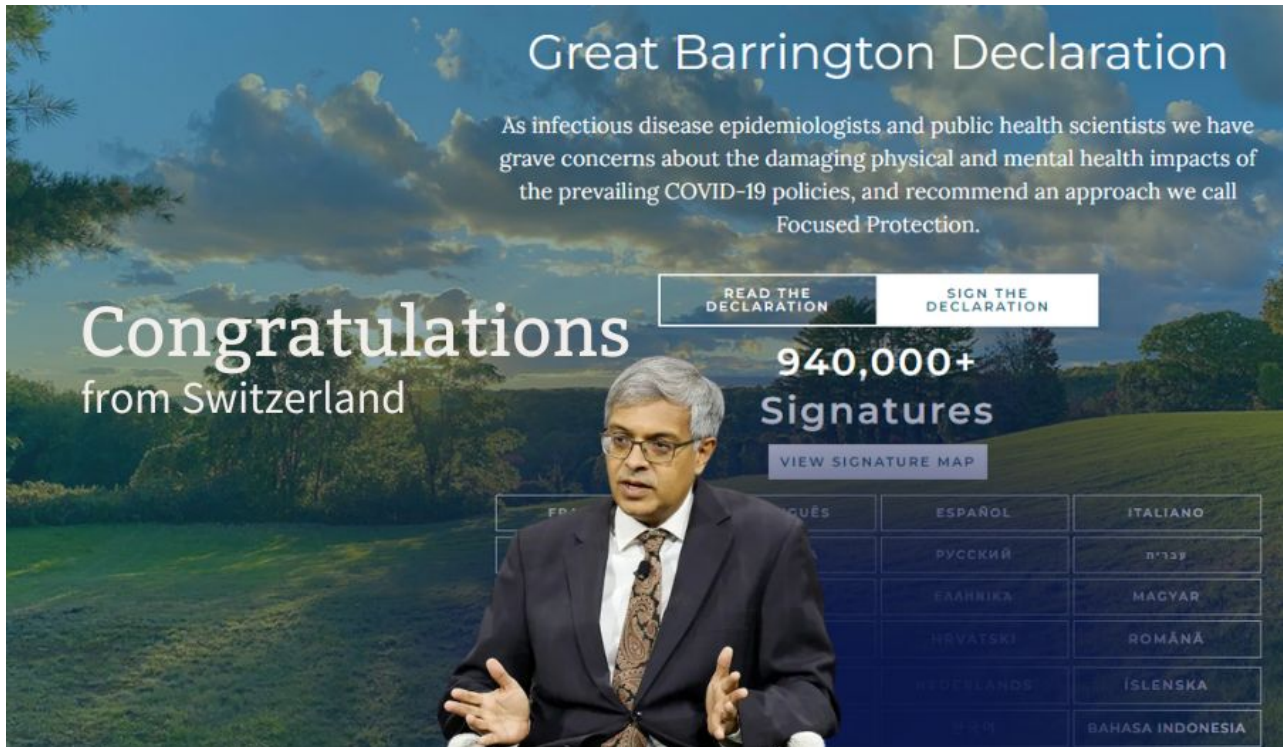 Great Barrington Declaration
As infectious disease epidemiologists and public health scientists we have
grave concerns about the damaging physical and mental health impacts of
the prevailing COVID-19 policies, and recommend an approach we call
Focused Protection.
READ THE
DECLARATION
SIGN THE
DECLARATION
Congratulations
from Switzerland
940,000+
Signatures
VIEW SIGNATURE MAP
ESPAÑOL
ITALIANO
РУССКИЙ
עברית
ΕΛΛΗΝΙΚΑ
MAGYAR
HRVATSKI
ROMÂNĂ
NEDERLANDS
ÍSLENSKA
BAHASA INDONESIA